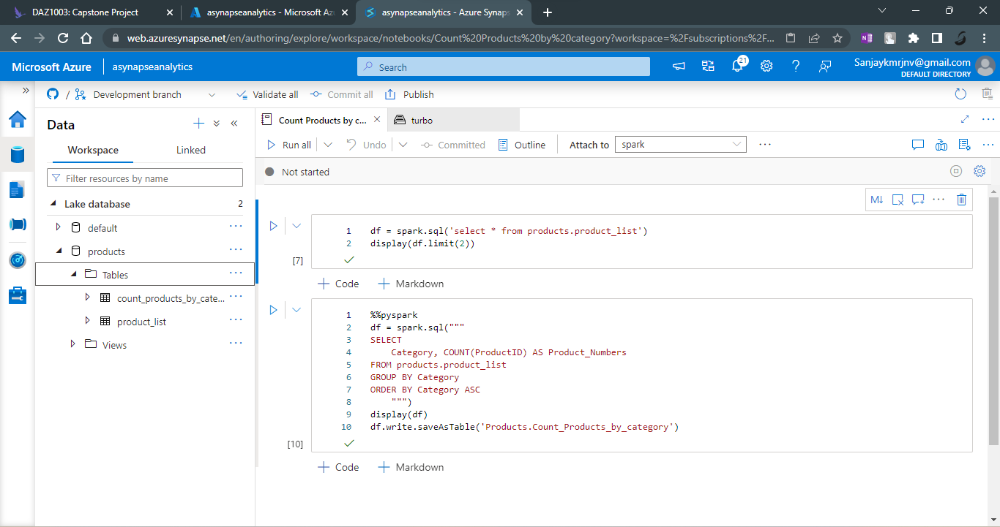 DAZ1003: Capstone Project
asynapseanalytics - Microsoft Az
asynapseanalytics - Azure Synaps
web.azuresynapse.net/en/authoring/explore/workspace/notebooks/Count%20Products%20by%20category?workspace=%2Fsubscriptions%2F...
Microsoft Azure
asynapseanalytics
Search
21
Sanjaykmrjnv@gmail.com
DEFAULT DIRECTORY
/ Development branch
Validate all
Commit all
Publish
Data
Workspace
Linked
Filter resources by name
Lake database
2
default
products
Tables
count_products_by_cate...
product_list
Views
Count Products by c...
turbo
Run all
Undo
Committed
Outline
Attach to
spark
Not started
M↓
1 df = spark.sql('select * from products.product_list')
2 display(df.limit(2))
[7]
Code
Markdown
1 %%pyspark
2 df = spark.sql("""
3 SELECT
4 Category, COUNT(ProductID) AS Product_Numbers
5 FROM products.product_list
6 GROUP BY Category
7 ORDER BY Category ASC
8 """)
9 display(df)
10 df.write.saveAsTable('Products.Count_Products_by_category')
[10]
Code
Markdown